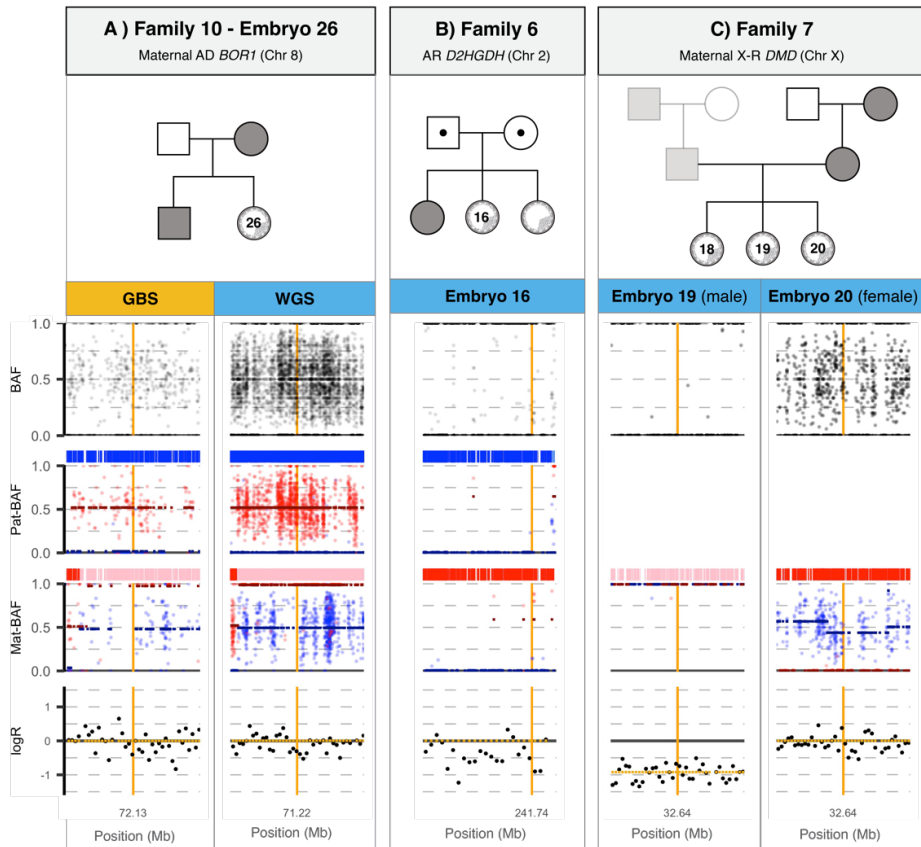 A ) Family 10 - Embryo 26
Maternal AD BOR1 (Chr 8)
B) Family 6
AR D2HGDH (Chr 2)
C) Family 7
Maternal X-R DMD (Chr X)
26
16
18
19
20
GBS
WGS
Embryo 16
Embryo 19 (male)
Embryo 20 (female)
BAF
1.0
0.5
0.0
Pat-BAF
1.0
0.5
0.0
Mat-BAF
1.0
0.5
0.0
logR
1
0
-1
72.13
71.22
241.74
32.64
32.64
Position (Mb)
Position (Mb)
Position (Mb)
Position (Mb)
Position (Mb)